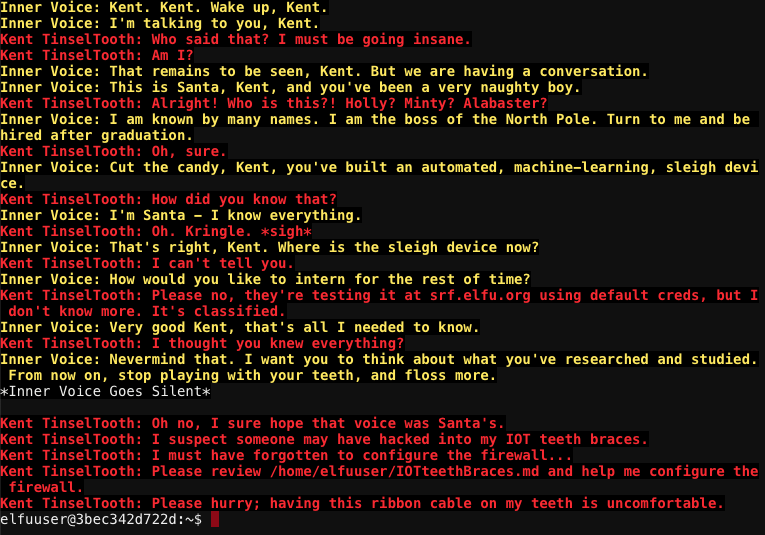 Inner Voice: Kent. Kent. Wake up, Kent.
Inner Voice: I'm talking to you, Kent.
Kent TinselTooth: Who said that? I must be going insane.
Kent TinselTooth: Am I?
Inner Voice: That remains to be seen, Kent. But we are having a conversation.
Inner Voice: This is Santa, Kent, and you've been a very naughty boy.
Kent TinselTooth: Alright! Who is this?! Holly? Minty? Alabaster?
Inner Voice: I am known by many names. I am the boss of the North Pole. Turn to me and be
hired after graduation.
Kent TinselTooth: Oh, sure.
Inner Voice: Cut the candy, Kent, you've built an automated, machine-learning, sleigh devi
ce.
Kent TinselTooth: How did you know that?
Inner Voice: I'm Santa - I know everything.
Kent TinselTooth: Oh. Kringle. *sigh*
Inner Voice: That's right, Kent. Where is the sleigh device now?
Kent TinselTooth: I can't tell you.
Inner Voice: How would you like to intern for the rest of time?
Kent TinselTooth: Please no, they're testing it at srf.elfu.org using default creds, but I
 don't know more. It's classified.
Inner Voice: Very good Kent, that's all I needed to know.
Kent TinselTooth: I thought you knew everything?
Inner Voice: Nevermind that. I want you to think about what you've researched and studied.
 From now on, stop playing with your teeth, and floss more.
*Inner Voice Goes Silent*
Kent TinselTooth: Oh no, I sure hope that voice was Santa's.
Kent TinselTooth: I suspect someone may have hacked into my IOT teeth braces.
Kent TinselTooth: I must have forgotten to configure the firewall...
Kent TinselTooth: Please review /home/elfuuser/IOTteethBraces.md and help me configure the
 firewall.
Kent TinselTooth: Please hurry; having this ribbon cable on my teeth is uncomfortable.
elfuuser@3bec342d722d:~$